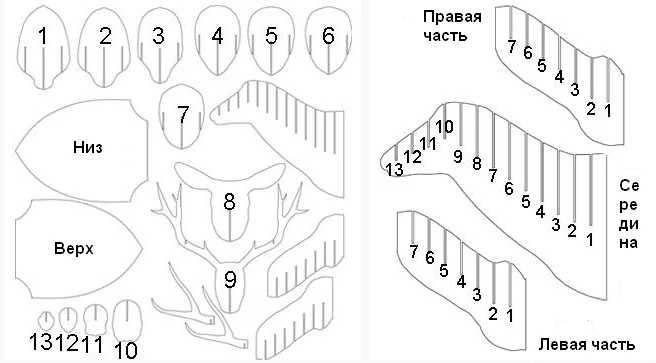 1 2 3 4 5 6
7
Низ
8
Верх
9
13 12 11 10
Правая
часть
7 6 5 4 3 2 1
13 12 11 10 9 8 7 6 5 4 3 2 1
Се
ре
ди
на
7 6 5 4 3 2 1
Левая часть